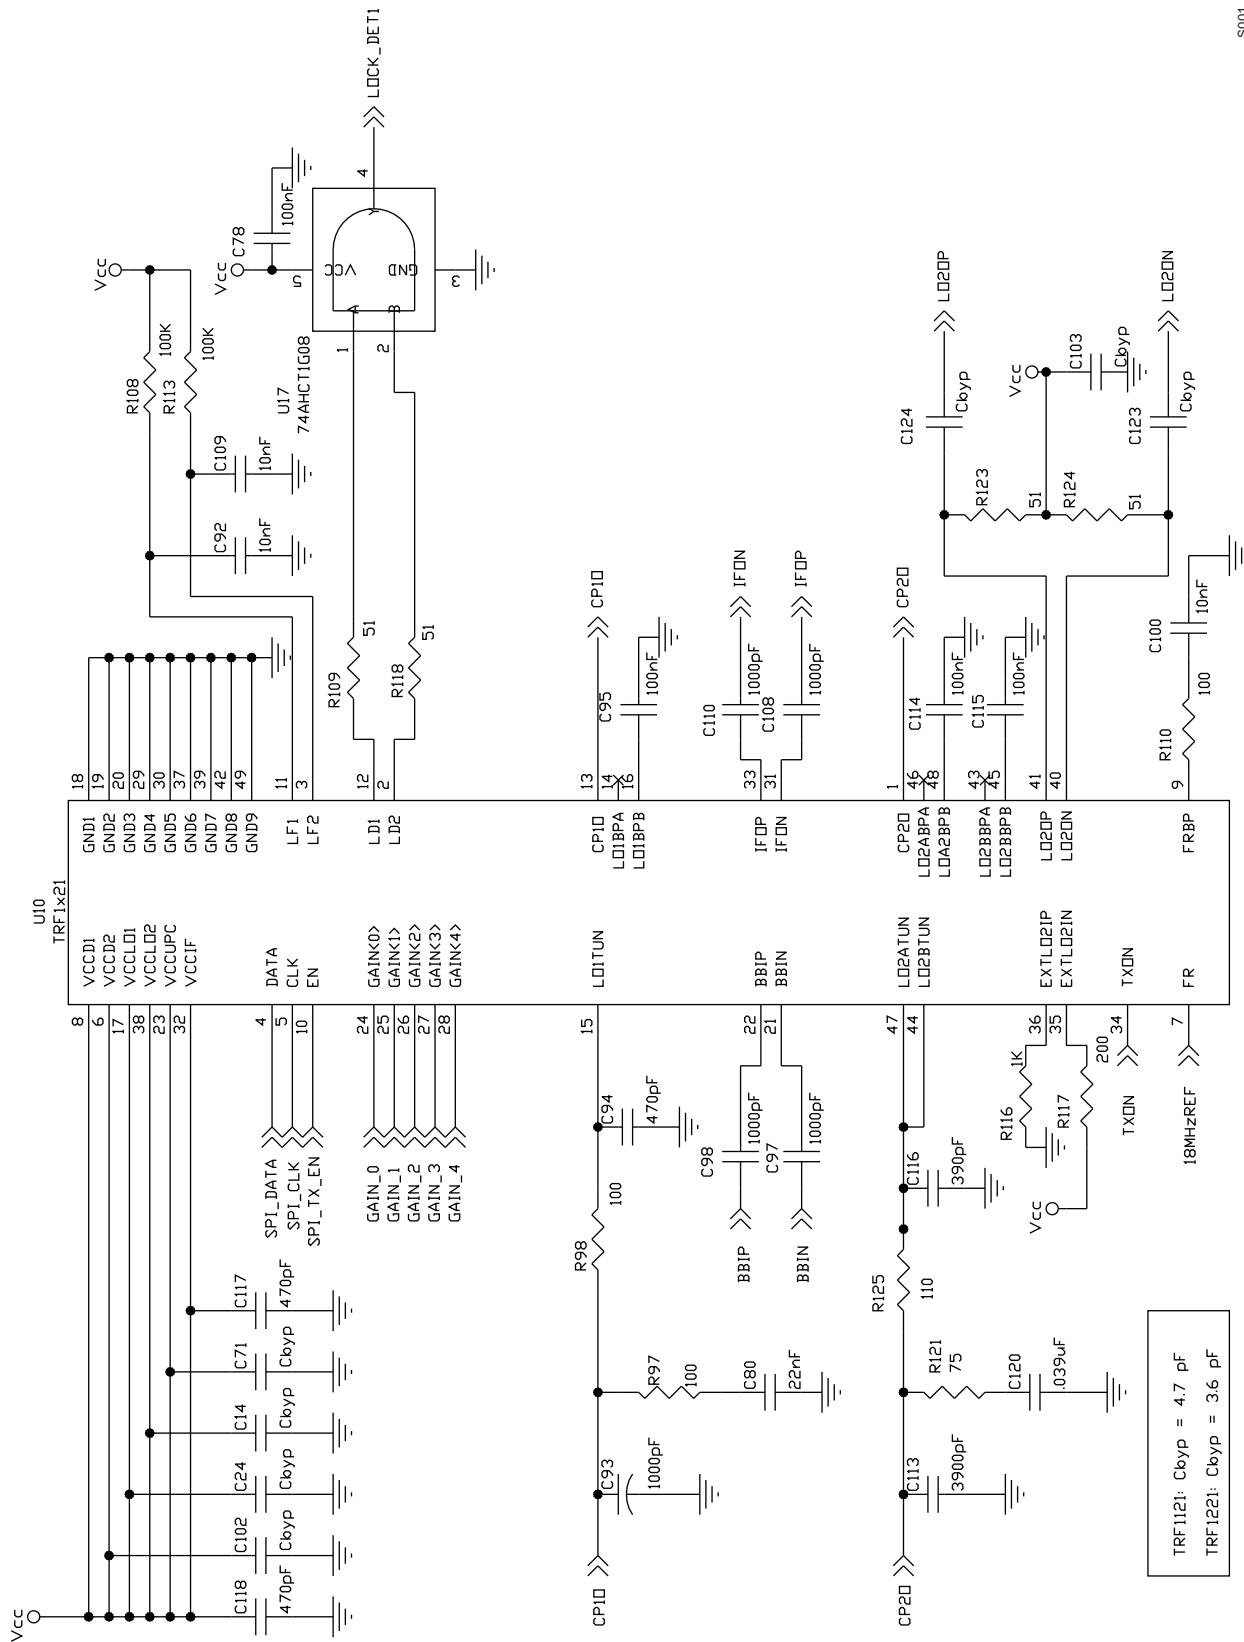 Vcc
C118
470pF
C102
Cbyp
C24
Cbyp
C14
Cbyp
C71
Cbyp
C117
470pF
SPI_DATA
SPI_CLK
SPI_TX_EN
GAIN_0
GAIN_1
GAIN_2
GAIN_3
GAIN_4
CP1O
C93
1000pF
R97
100
C80
22nF
R98
100
C94
470pF
BBIP
BBIN
C98
1000pF
C97
1000pF
CP2O
C113
3900pF
R121
75
C120
.039uF
R125
110
C116
390pF
Vcc
R116
1K
R117
200
TXON
18MHzREF
TRF1121: Cbyp = 4.7 pF
TRF1221: Cbyp = 3.6 pF
U10
TRF1x21
8 VCCD1
6 VCCD2
17 VCCLO1
38 VCCLO2
23 VCCUPC
32 VCCIF
4 DATA
5 CLK
10 EN
24 GAIN<0>
25 GAIN<1>
26 GAIN<2>
27 GAIN<3>
28 GAIN<4>
15 LO1TUN
22 BBIP
21 BBIN
47 LO2ATUN
44 LO2BTUN
36 EXTLO2IP
35 EXTLO2IN
34 TXON
7 FR
GND1 18
GND2 19
GND3 20
GND4 29
GND5 30
GND6 37
GND7 39
GND8 42
GND9 49
LF1 11
LF2 3
LD1 12
LD2 2
CP1O 13
LO1BPA 14
LO1BPB 16
IFOP 33
IFON 31
CP2O 1
LO2ABPA 46
LOA2BPB 48
LO2BBPA 43
LO2BBPB 45
LO2OP 41
LO2ON 40
FRBP 9
R108
100K
R113
100K
Vcc
C92
10nF
C109
10nF
R109
51
R118
51
U17
74AHCT1G08
1
A
2
B
VCC
5
GND
3
Y
4
Vcc
C78
100nF
LOCK_DET1
CP1O
C95
100nF
C110
1000pF
IFON
C108
1000pF
IFOP
CP2O
C114
100nF
C115
100nF
R123
51
R124
51
C124
Cbyp
LO2OP
Vcc
C103
Cbyp
C123
Cbyp
LO2ON
R110
100
C100
10nF
S001